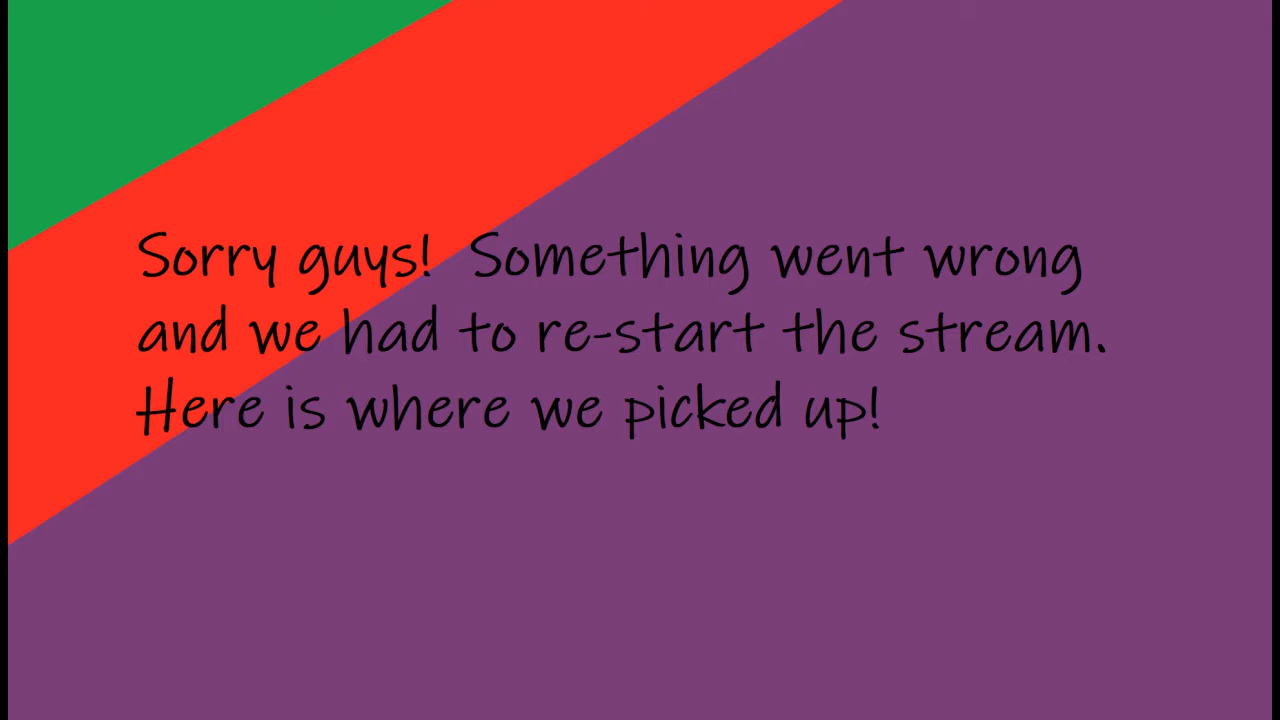 Sorry guys!  Something went wrong
and we had to re-start the stream.
Here is where we picked up!